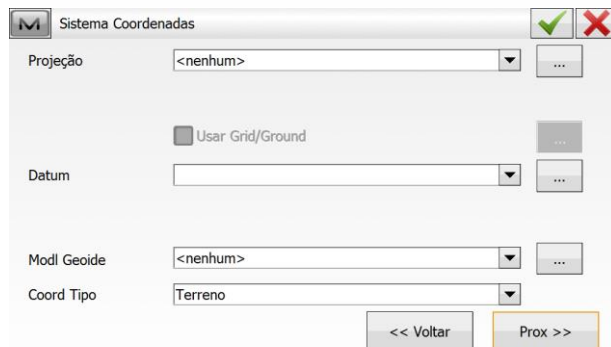 Sistema Coordenadas
Projeção <nenhum> ...
Usar Grid/Ground ...
Datum ...
Modl Geoide <nenhum> ...
Coord Tipo Terreno
<< Voltar Prox >>